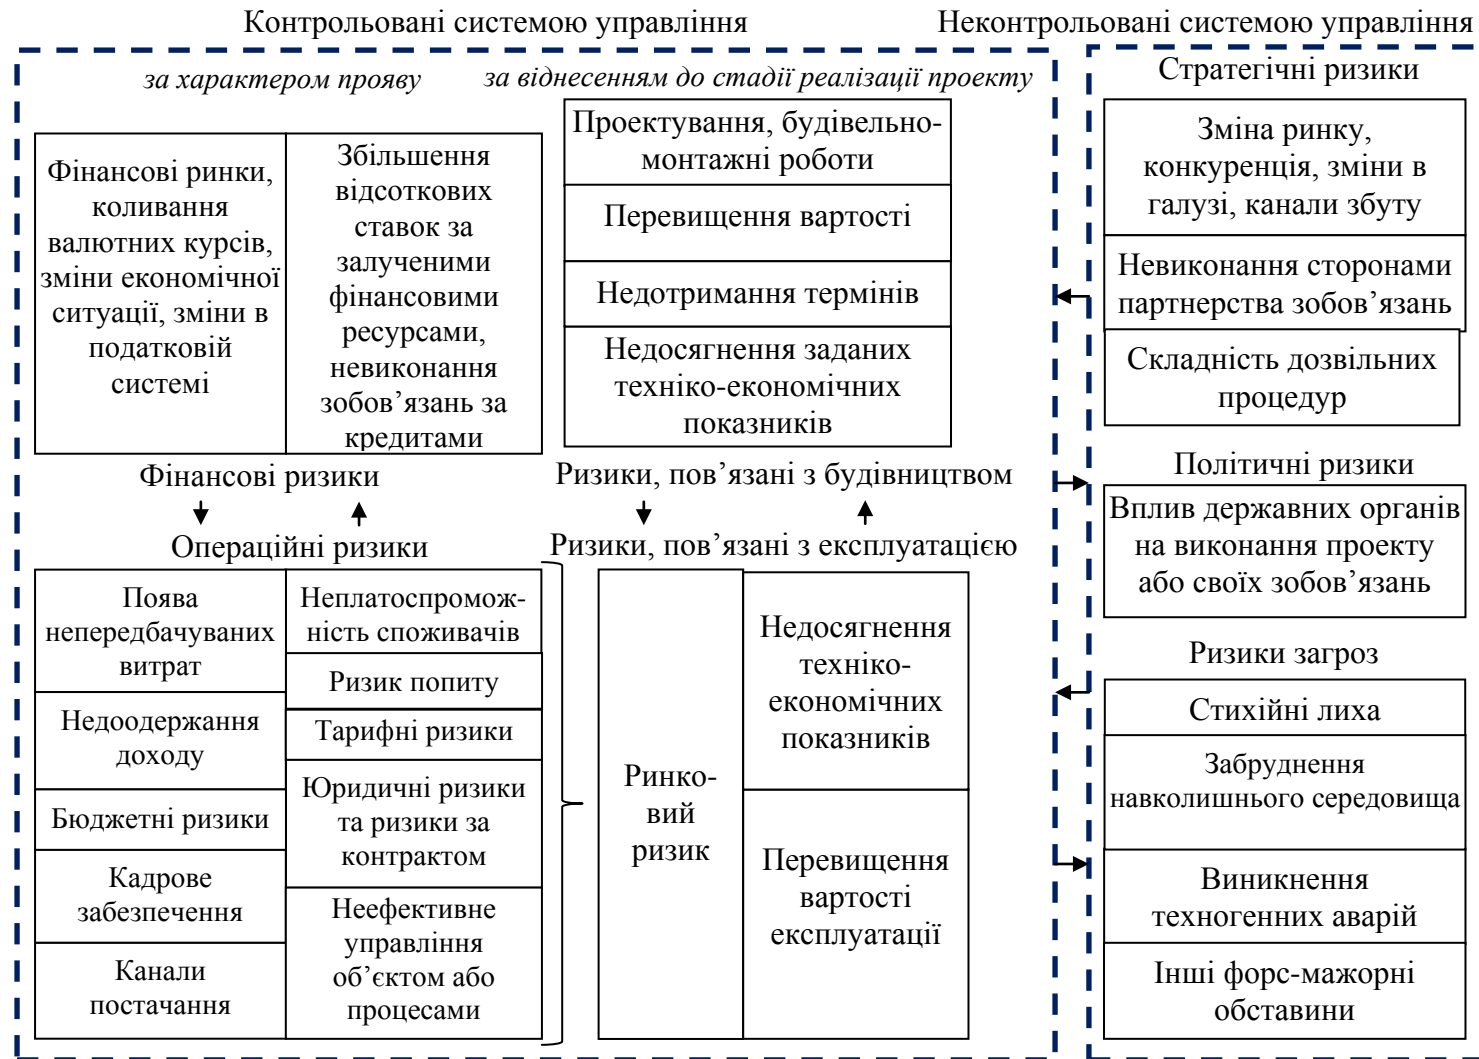 Контрольовані системою управління
Неконтрольовані системою управління
за характером прояву
за віднесенням до стадії реалізації проекту
Фінансові ринки,
коливання
валютних курсів,
зміни економічної
ситуації, зміни в
податковій
системі
Збільшення
відсоткових
ставок за
залученими
фінансовими
ресурсами,
невиконання
зобов’язань за
кредитами
Фінансові ризики
Проектування, будівельно-
монтажні роботи
Перевищення вартості
Недотримання термінів
Недосягнення заданих
техніко-економічних
показників
Ризики, пов’язані з будівництвом
Операційні ризики
Поява
непередбачуваних
витрат
Недоодержання
доходу
Бюджетні ризики
Кадрове
забезпечення
Канали
постачання
Неплатоспромож-
ність споживачів
Ризик попиту
Тарифні ризики
Юридичні ризики
та ризики за
контрактом
Неефективне
управління
об’єктом або
процесами
Ризики, пов’язані з експлуатацією
Ринко-
вий
ризик
Недосягнення
техніко-
економічних
показників
Перевищення
вартості
експлуатації
Стратегічні ризики
Зміна ринку,
конкуренція, зміни в
галузі, канали збуту
Невиконання сторонами
партнерства зобов’язань
Складність дозвільних
процедур
Політичні ризики
Вплив державних органів
на виконання проекту
або своїх зобов’язань
Ризики загроз
Стихійні лиха
Забруднення
навколишнього середовища
Виникнення
техногенних аварій
Інші форс-мажорні
обставини